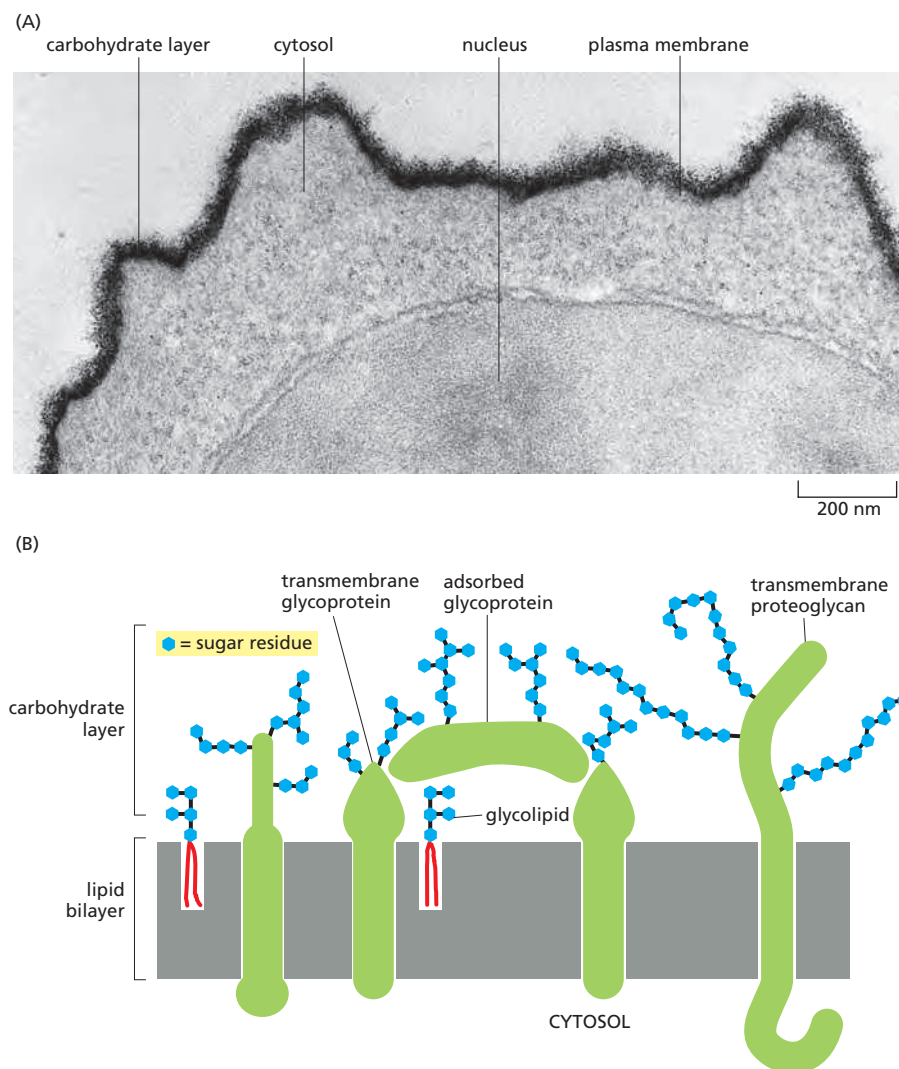 (A)
carbohydrate layer
cytosol
nucleus
plasma membrane
200 nm
(B)
transmembrane
glycoprotein
adsorbed
glycoprotein
transmembrane
proteoglycan
= sugar residue
carbohydrate
layer
glycolipid
lipid
bilayer
CYTOSOL